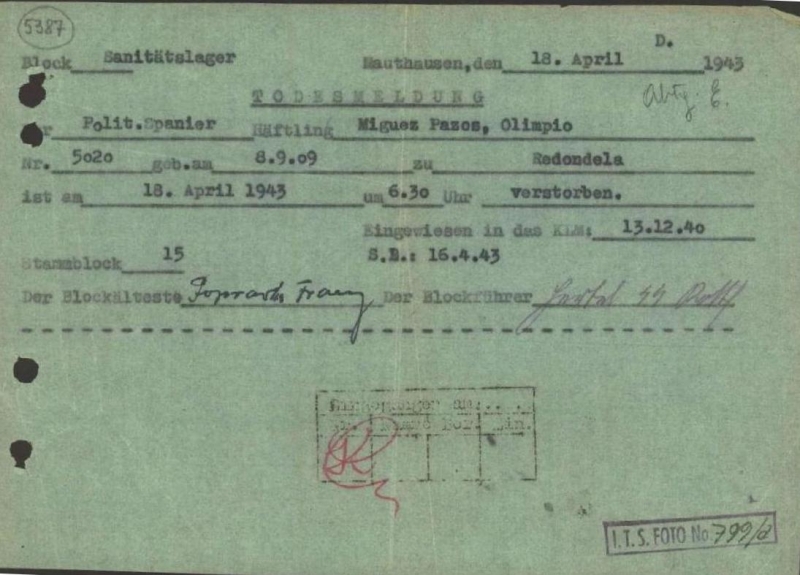 5387
D.
Block Sanitätslager Mauthausen, den 18. April 1943
TODESMELDUNG
Abtg. E.
Der Polit.Spanier Häftling Miguez Pazos, Olimpio
Nr. 5020 geb.am 8.9.09 zu Redondela
ist am 18. April 1943 um 6.30 Uhr verstorben.
Eingewiesen in das KLM: 13.12.40
Stammblock 15 S.B.: 16.4.43
Der Blockälteste Franz Der Blockführer
I.T.S. FOTO No. 799/d